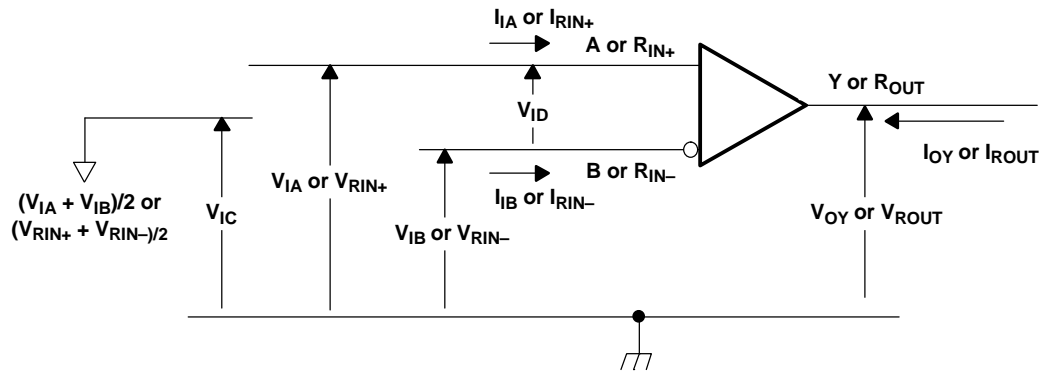 I_IA or I_RIN+
A or R_IN+
Y or R_OUT
V_ID
I_OY or I_ROUT
B or R_IN–
V_IA or V_RIN+
I_IB or I_RIN–
(V_IA + V_IB)/2 or
(V_RIN+ + V_RIN–)/2
V_IC
V_OY or V_ROUT
V_IB or V_RIN–